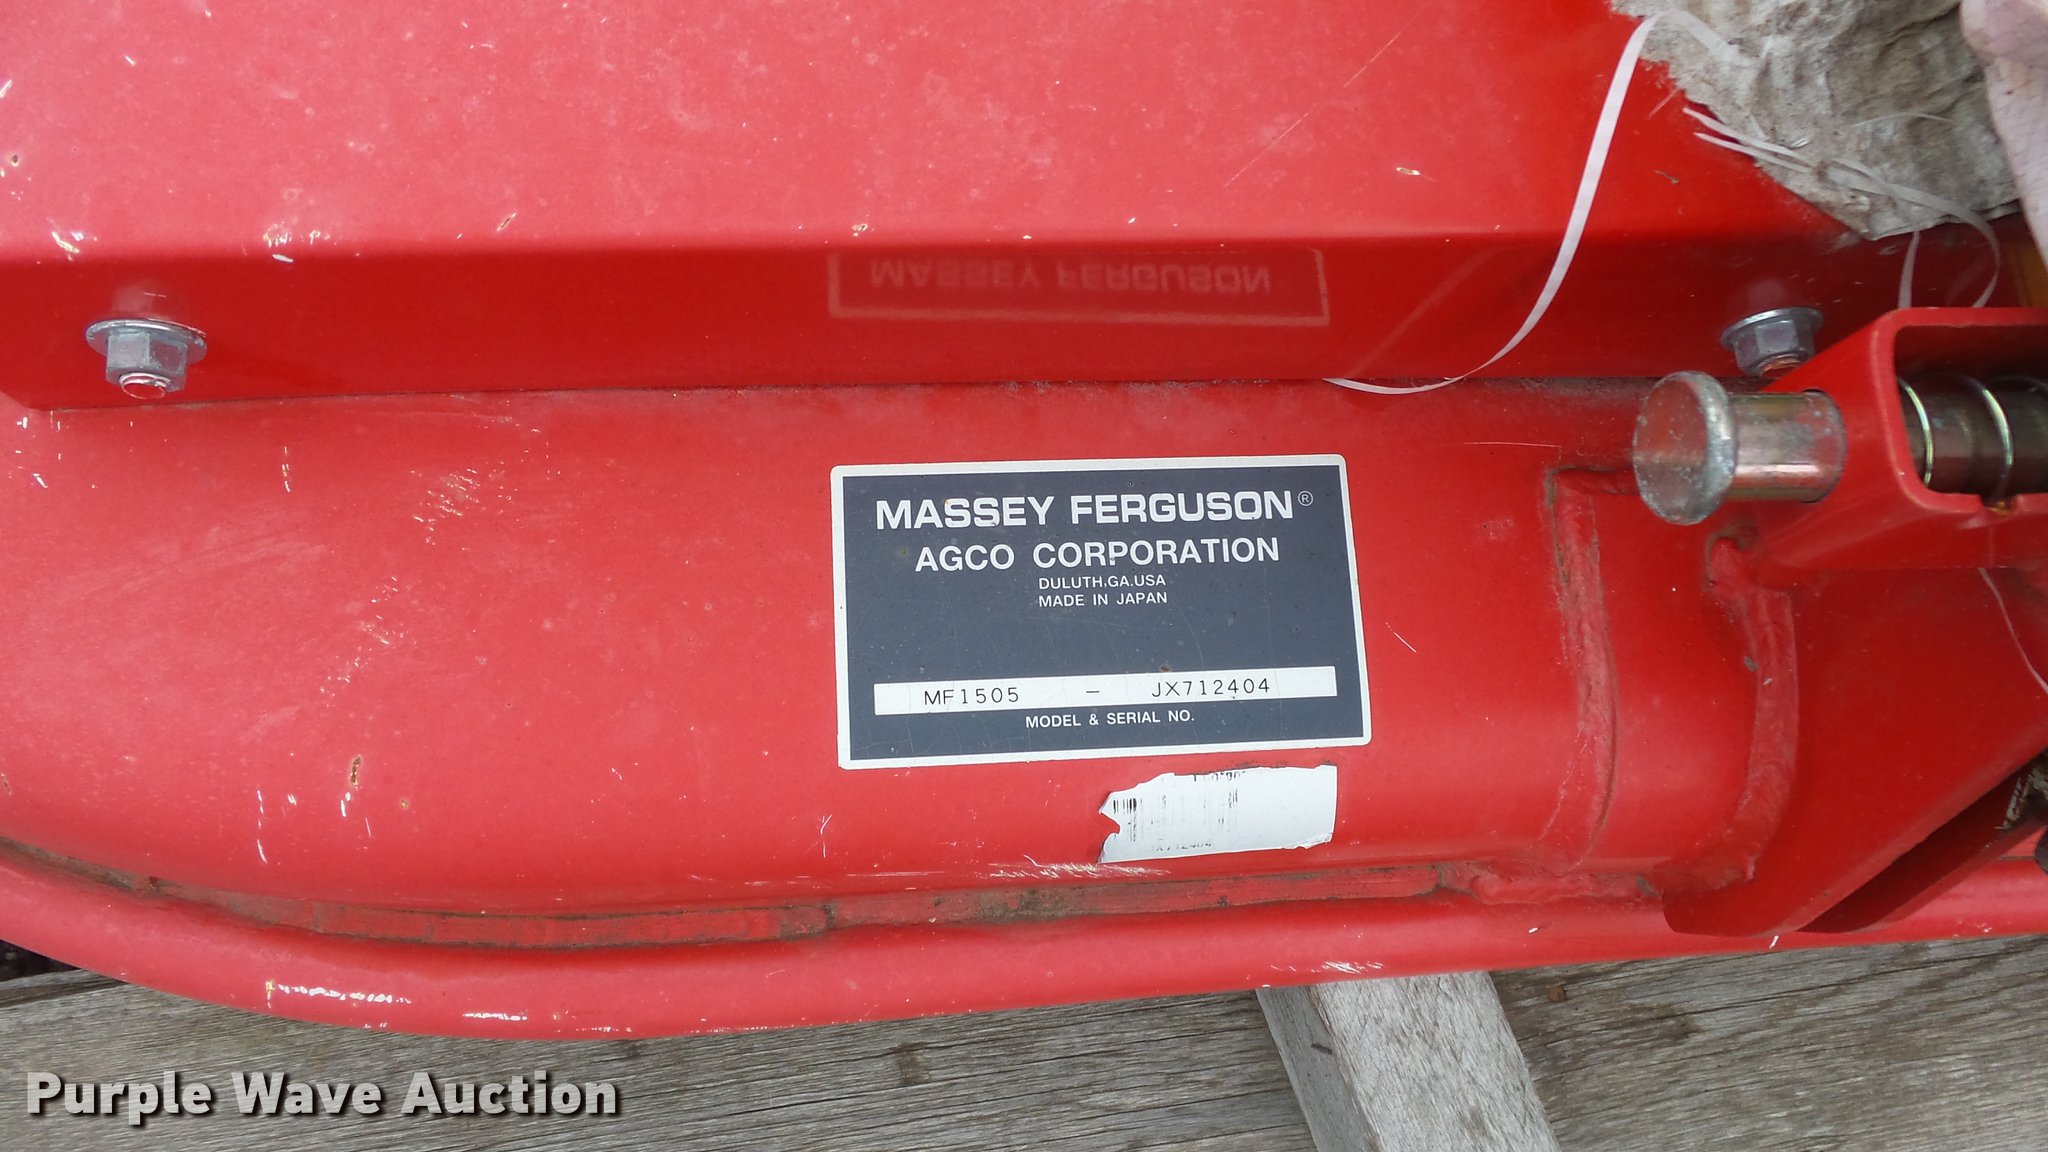 MASSEY FERGUSON
MASSEY FERGUSON®
AGCO CORPORATION
DULUTH, GA. USA
MADE IN JAPAN
MF1505 – JX712404
MODEL & SERIAL NO.
JX712404
Purple Wave Auction